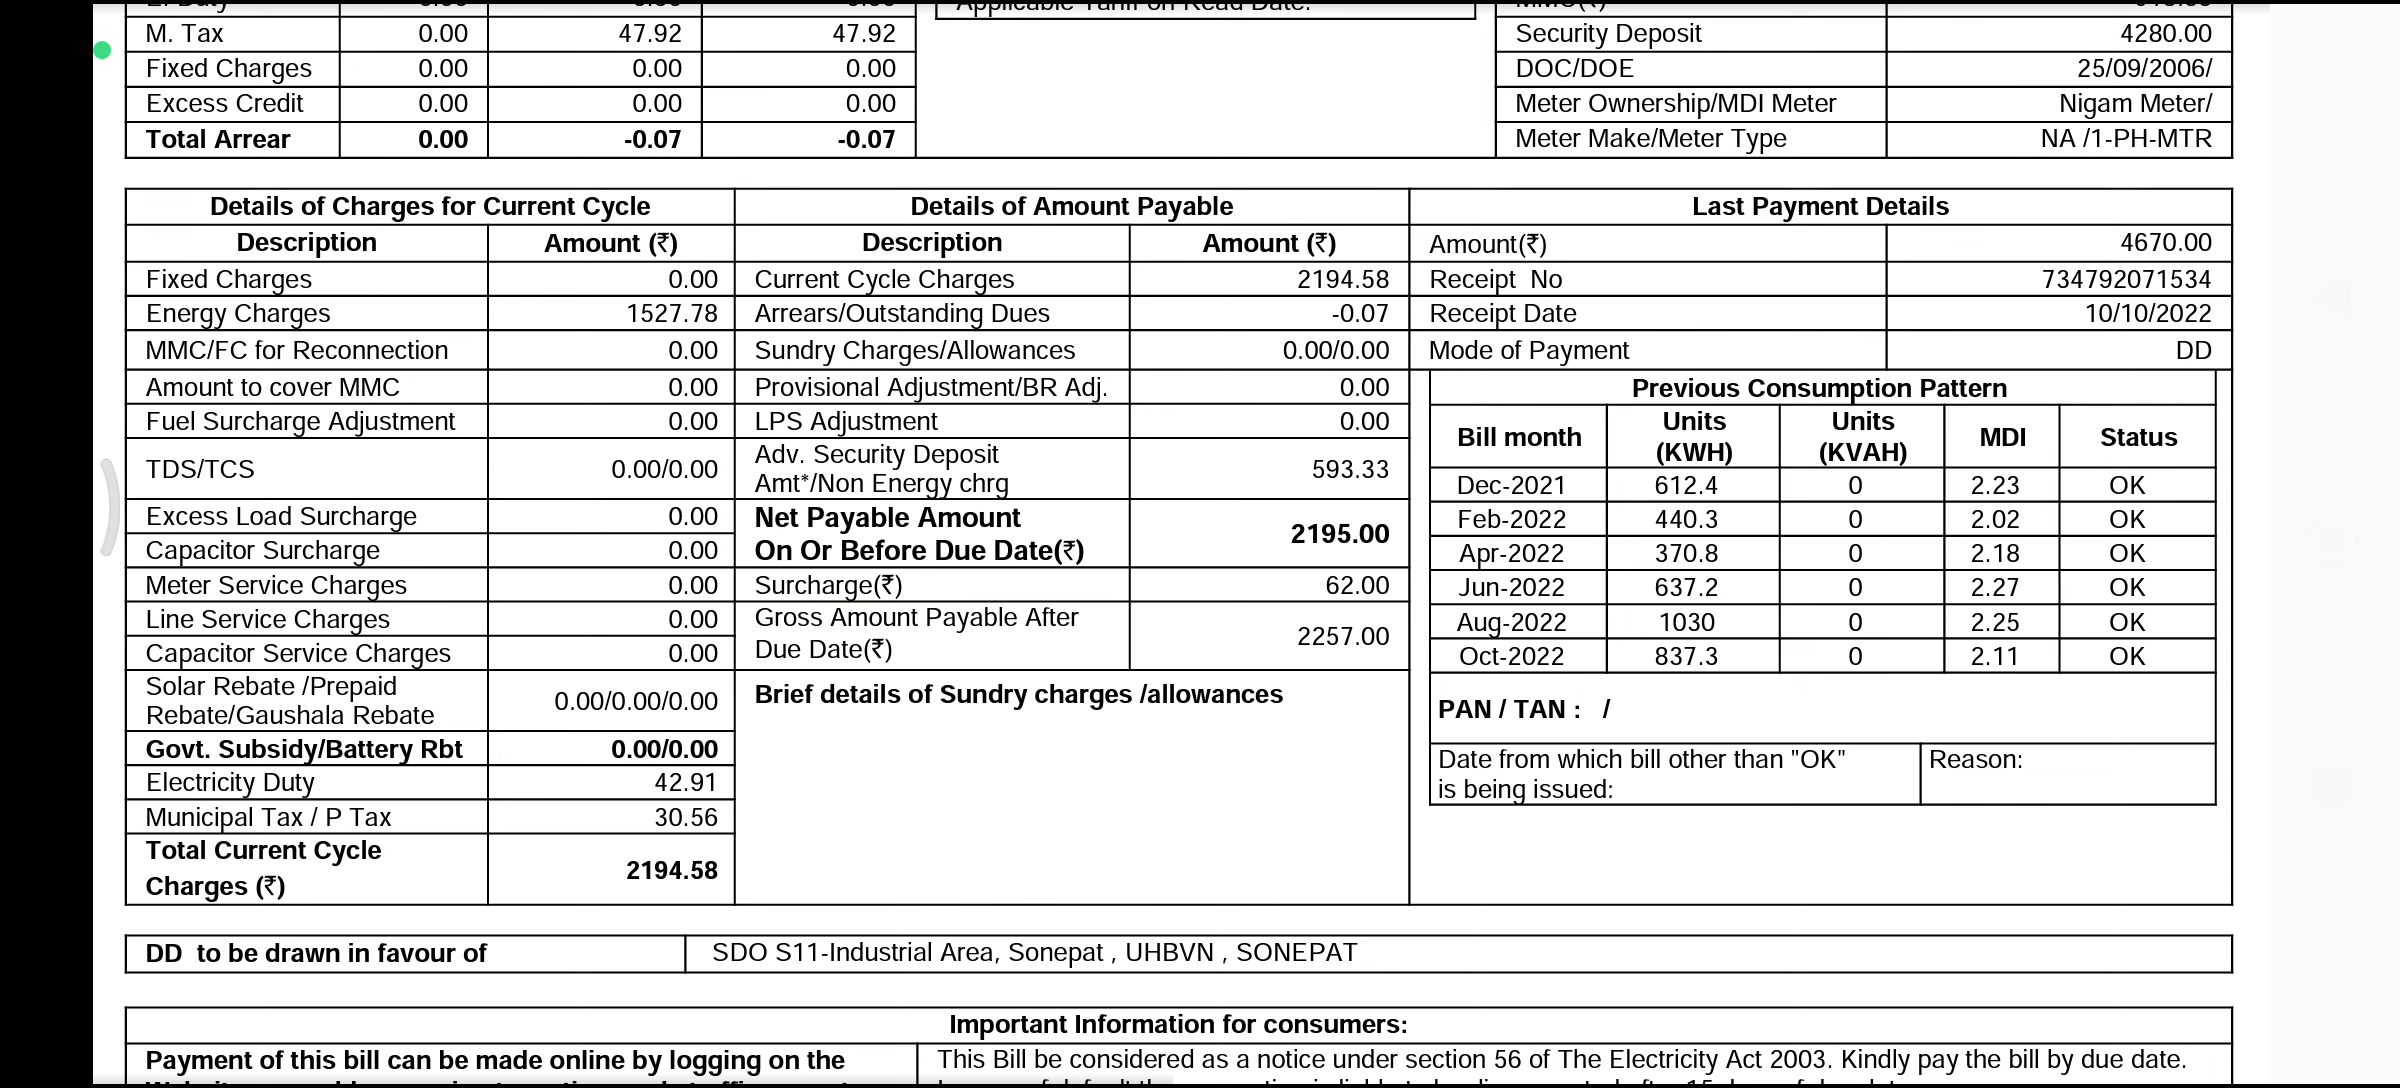 M. Tax 0.00 47.92 47.92 Security Deposit 4280.00
Fixed Charges 0.00 0.00 0.00 DOC/DOE 25/09/2006/
Excess Credit 0.00 0.00 0.00 Meter Ownership/MDI Meter Nigam Meter/
Total Arrear 0.00 -0.07 -0.07 Meter Make/Meter Type NA /1-PH-MTR
Details of Charges for Current Cycle
Description Amount (₹)
Fixed Charges 0.00
Energy Charges 1527.78
MMC/FC for Reconnection 0.00
Amount to cover MMC 0.00
Fuel Surcharge Adjustment 0.00
TDS/TCS 0.00/0.00
Excess Load Surcharge 0.00
Capacitor Surcharge 0.00
Meter Service Charges 0.00
Line Service Charges 0.00
Capacitor Service Charges 0.00
Solar Rebate /Prepaid
Rebate/Gaushala Rebate 0.00/0.00/0.00
Govt. Subsidy/Battery Rbt 0.00/0.00
Electricity Duty 42.91
Municipal Tax / P Tax 30.56
Total Current Cycle
Charges (₹) 2194.58
Details of Amount Payable
Description Amount (₹)
Current Cycle Charges 2194.58
Arrears/Outstanding Dues -0.07
Sundry Charges/Allowances 0.00/0.00
Provisional Adjustment/BR Adj. 0.00
LPS Adjustment 0.00
Adv. Security Deposit
Amt*/Non Energy chrg 593.33
Net Payable Amount
On Or Before Due Date(₹) 2195.00
Surcharge(₹) 62.00
Gross Amount Payable After
Due Date(₹) 2257.00
Brief details of Sundry charges /allowances
Last Payment Details
Amount(₹) 4670.00
Receipt No 734792071534
Receipt Date 10/10/2022
Mode of Payment DD
Previous Consumption Pattern
Bill month Units (KWH) Units (KVAH) MDI Status
Dec-2021 612.4 0 2.23 OK
Feb-2022 440.3 0 2.02 OK
Apr-2022 370.8 0 2.18 OK
Jun-2022 637.2 0 2.27 OK
Aug-2022 1030 0 2.25 OK
Oct-2022 837.3 0 2.11 OK
PAN / TAN : /
Date from which bill other than "OK"
is being issued:
Reason:
DD to be drawn in favour of SDO S11-Industrial Area, Sonepat , UHBVN , SONEPAT
Important Information for consumers:
Payment of this bill can be made online by logging on the
This Bill be considered as a notice under section 56 of The Electricity Act 2003. Kindly pay the bill by due date.